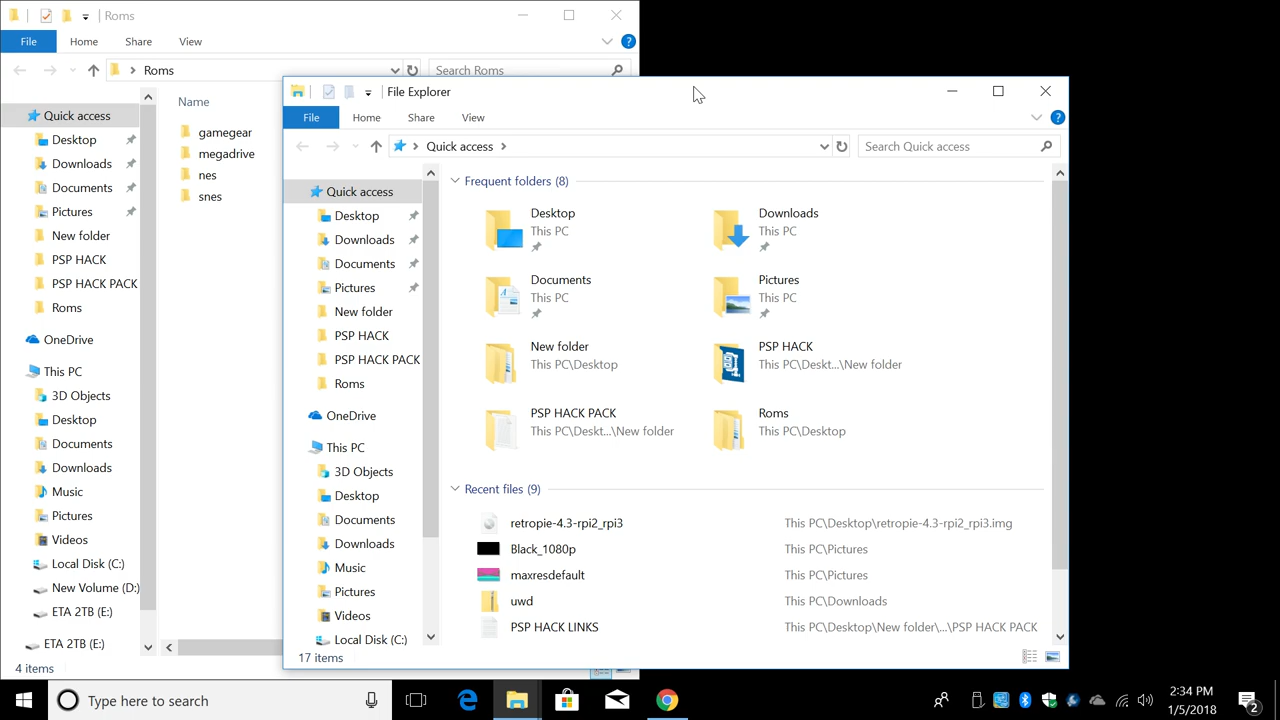 Roms
File
Home
Share
View
Roms
Search Roms
Quick access
Desktop
Downloads
Documents
Pictures
New folder
PSP HACK
PSP HACK PACK
Roms
OneDrive
This PC
3D Objects
Desktop
Documents
Downloads
Music
Pictures
Videos
Local Disk (C:)
New Volume (D:)
ETA 2TB (E:)
ETA 2TB (E:)
Name
gamegear
megadrive
nes
snes
4 items
File Explorer
File
Home
Share
View
Quick access
Search Quick access
Quick access
Desktop
Downloads
Documents
Pictures
New folder
PSP HACK
PSP HACK PACK
Roms
OneDrive
This PC
3D Objects
Desktop
Documents
Downloads
Music
Pictures
Videos
Local Disk (C:)
Frequent folders (8)
Desktop
This PC
Downloads
This PC
Documents
This PC
Pictures
This PC
New folder
This PC\Desktop
PSP HACK
This PC\Deskt...\New folder
PSP HACK PACK
This PC\Deskt...\New folder
Roms
This PC\Desktop
Recent files (9)
retropie-4.3-rpi2_rpi3 This PC\Desktop\retropie-4.3-rpi2_rpi3.img
Black_1080p This PC\Pictures
maxresdefault This PC\Pictures
uwd This PC\Downloads
PSP HACK LINKS This PC\Desktop\New folder\...\PSP HACK PACK
17 items
Type here to search
2:34 PM
1/5/2018
2